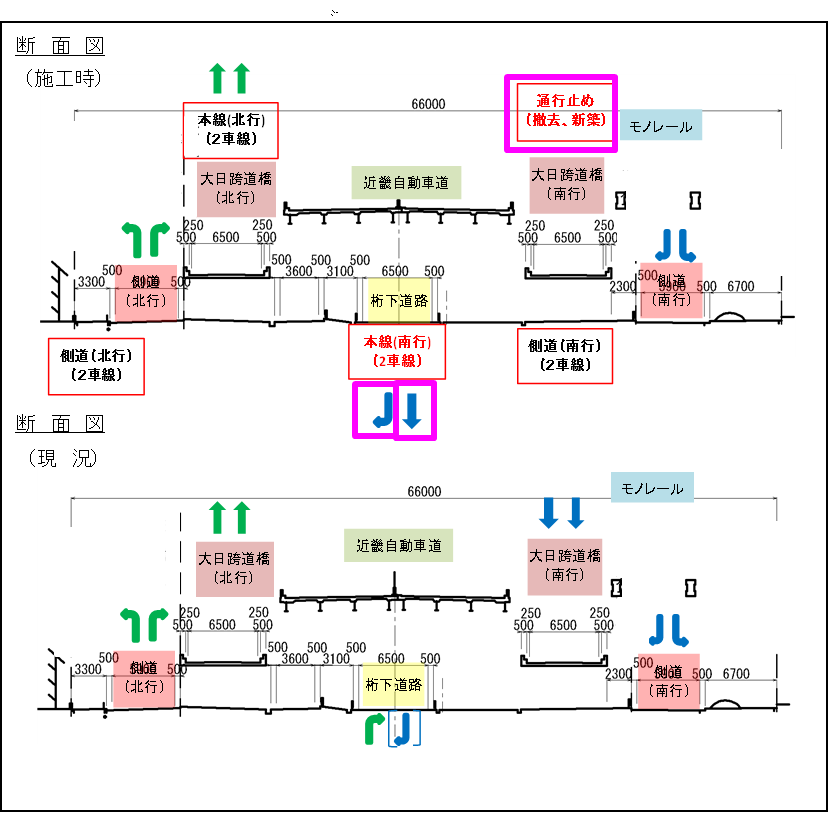 断 面 図
（施工時）
66000
本線(北行)
（2車線）
通行止め
（撤去、新築）
モノレール
大日跨道橋
（北行）
近畿自動車道
大日跨道橋
（南行）
250
250
500
6500
500
250
250
500
6500
500
3300
500
側道
（北行）
500
500
3600
500
3100
500
桁下道路
6500
500
2300
500
側道
（南行）
500
6700
側道（北行）
（2車線）
本線(南行)
（2車線）
側道（南行）
（2車線）
断 面 図
（現 況）
66000
モノレール
大日跨道橋
（北行）
近畿自動車道
大日跨道橋
（南行）
250
250
500
6500
500
250
250
500
6500
500
3300
500
側道
（北行）
500
500
3600
500
3100
500
6500
500
桁下道路
2300
500
側道
（南行）
500
6700